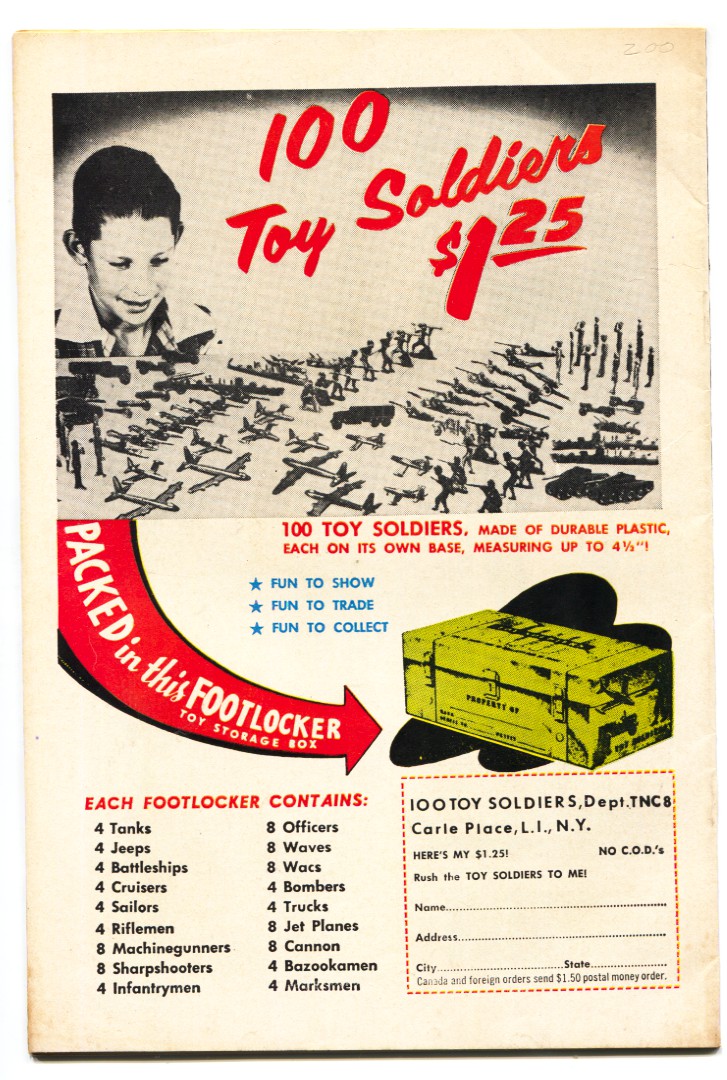 200
100
Toy Soldiers
$1.25
100 TOY SOLDIERS, MADE OF DURABLE PLASTIC,
EACH ON ITS OWN BASE, MEASURING UP TO 4½"!
★ FUN TO SHOW
★ FUN TO TRADE
★ FUN TO COLLECT
PACKED in this FOOTLOCKER
TOY STORAGE BOX
PROPERTY OF
EACH FOOTLOCKER CONTAINS:
4 Tanks
4 Jeeps
4 Battleships
4 Cruisers
4 Sailors
4 Riflemen
8 Machinegunners
8 Sharpshooters
4 Infantrymen
8 Officers
8 Waves
8 Wacs
4 Bombers
4 Trucks
8 Jet Planes
8 Cannon
4 Bazookamen
4 Marksmen
100 TOY SOLDIERS, Dept. TNC8
Carle Place, L.I., N.Y.
HERE'S MY $1.25! NO C.O.D.'s
Rush the TOY SOLDIERS TO ME!
Name
Address
City State
Canada and foreign orders send $1.50 postal money order.